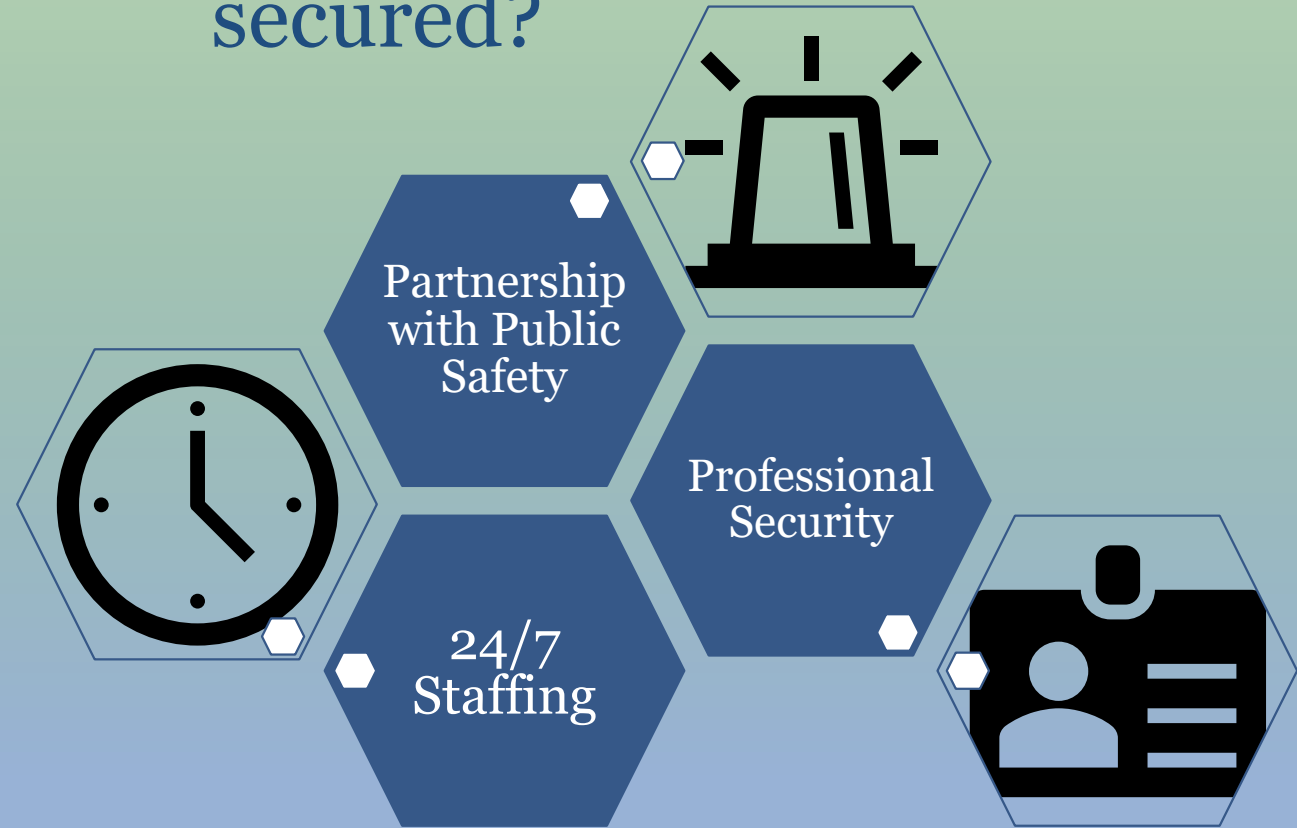 secured?
Partnership
with Public
Safety
Professional
Security
24/7
Staffing